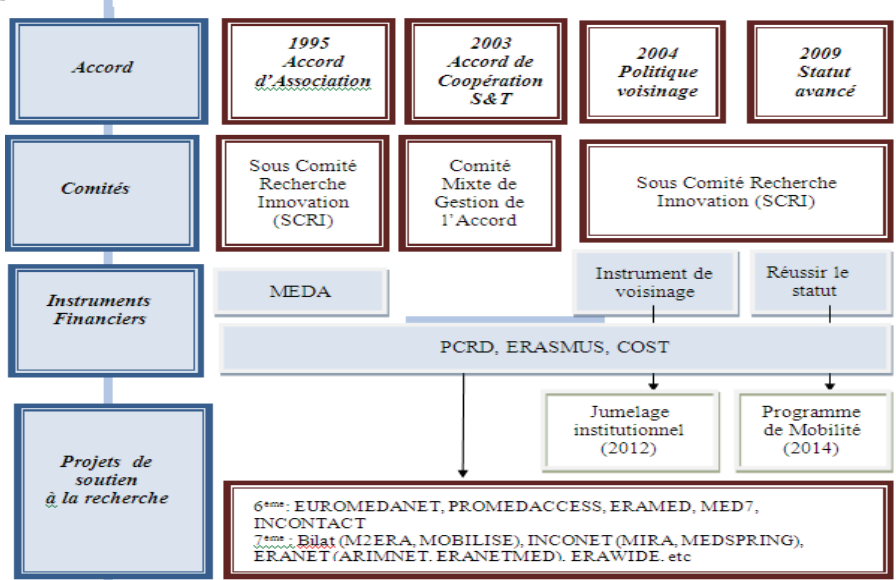 Accord
1995
Accord
d'Association
2003
Accord de
Coopération
S&T
2004
Politique
voisinage
2009
Statut
avancé
Comités
Sous Comité
Recherche
Innovation
(SCRI)
Comité
Mixte de
Gestion de
l'Accord
Sous Comité Recherche
Innovation (SCRI)
Instruments
Financiers
MEDA
Instrument de
voisinage
Réussir le
statut
PCRD, ERASMUS, COST
Jumelage
institutionnel
(2012)
Programme
de Mobilité
(2014)
Projets de
soutien
à la recherche
6eme : EUROMEDANET, PROMEDACCESS, ERAMED, MED7,
INCONTACT
7eme : Bilat (M2ERA, MOBILISE), INCONET (MIRA, MEDSPRING),
ERANET (ARIMNET, ERANETMED), ERAWIDE, etc